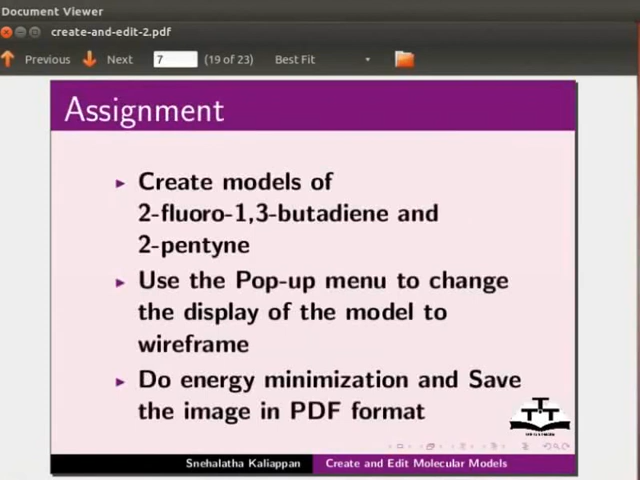 Document Viewer
create-and-edit-2.pdf
Previous Next 7 (19 of 23) Best Fit
Assignment
Create models of
2-fluoro-1,3-butadiene and
2-pentyne
Use the Pop-up menu to change
the display of the model to
wireframe
Do energy minimization and Save
the image in PDF format
Snehalatha Kaliappan Create and Edit Molecular Models